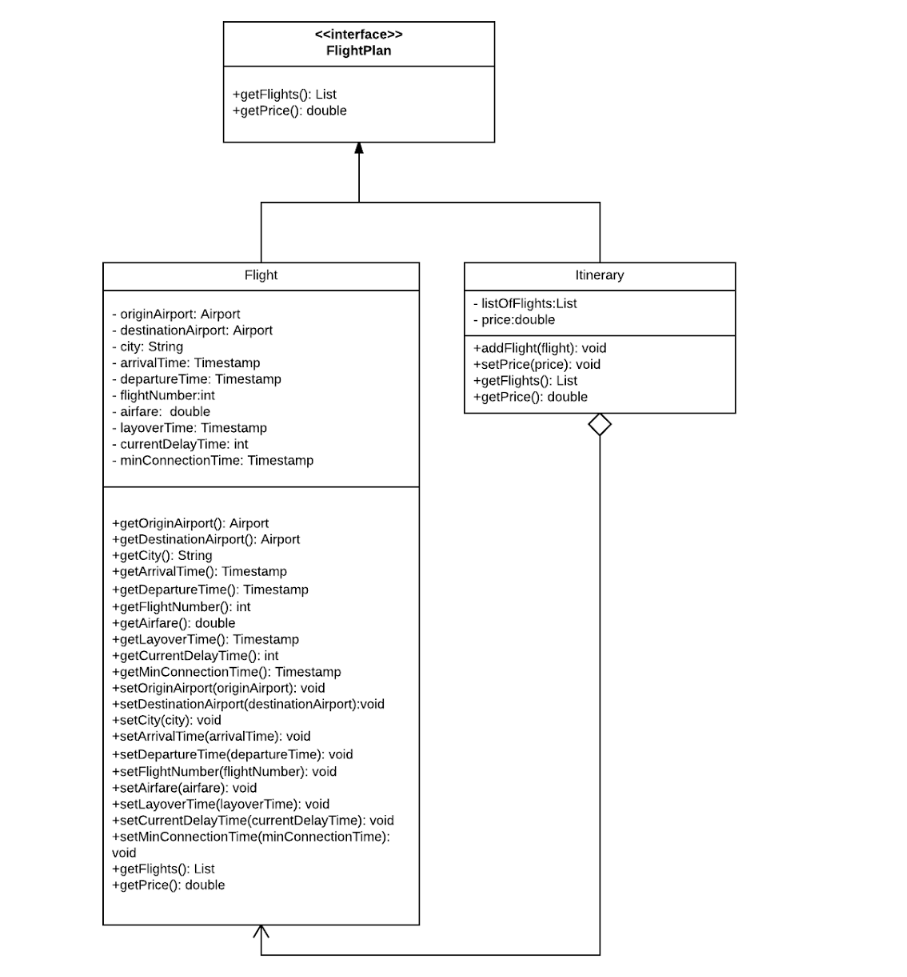 <<interface>>
FlightPlan
+getFlights(): List
+getPrice(): double
Flight
- originAirport: Airport
- destinationAirport: Airport
- city: String
- arrivalTime: Timestamp
- departureTime: Timestamp
- flightNumber:int
- airfare:  double
- layoverTime: Timestamp
- currentDelayTime: int
- minConnectionTime: Timestamp
+getOriginAirport(): Airport
+getDestinationAirport(): Airport
+getCity(): String
+getArrivalTime(): Timestamp
+getDepartureTime(): Timestamp
+getFlightNumber(): int
+getAirfare(): double
+getLayoverTime(): Timestamp
+getCurrentDelayTime(): int
+getMinConnectionTime(): Timestamp
+setOriginAirport(originAirport): void
+setDestinationAirport(destinationAirport):void
+setCity(city): void
+setArrivalTime(arrivalTime): void
+setDepartureTime(departureTime): void
+setFlightNumber(flightNumber): void
+setAirfare(airfare): void
+setLayoverTime(layoverTime): void
+setCurrentDelayTime(currentDelayTime): void
+setMinConnectionTime(minConnectionTime):
void
+getFlights(): List
+getPrice(): double
Itinerary
- listOfFlights:List
- price:double
+addFlight(flight): void
+setPrice(price): void
+getFlights(): List
+getPrice(): double